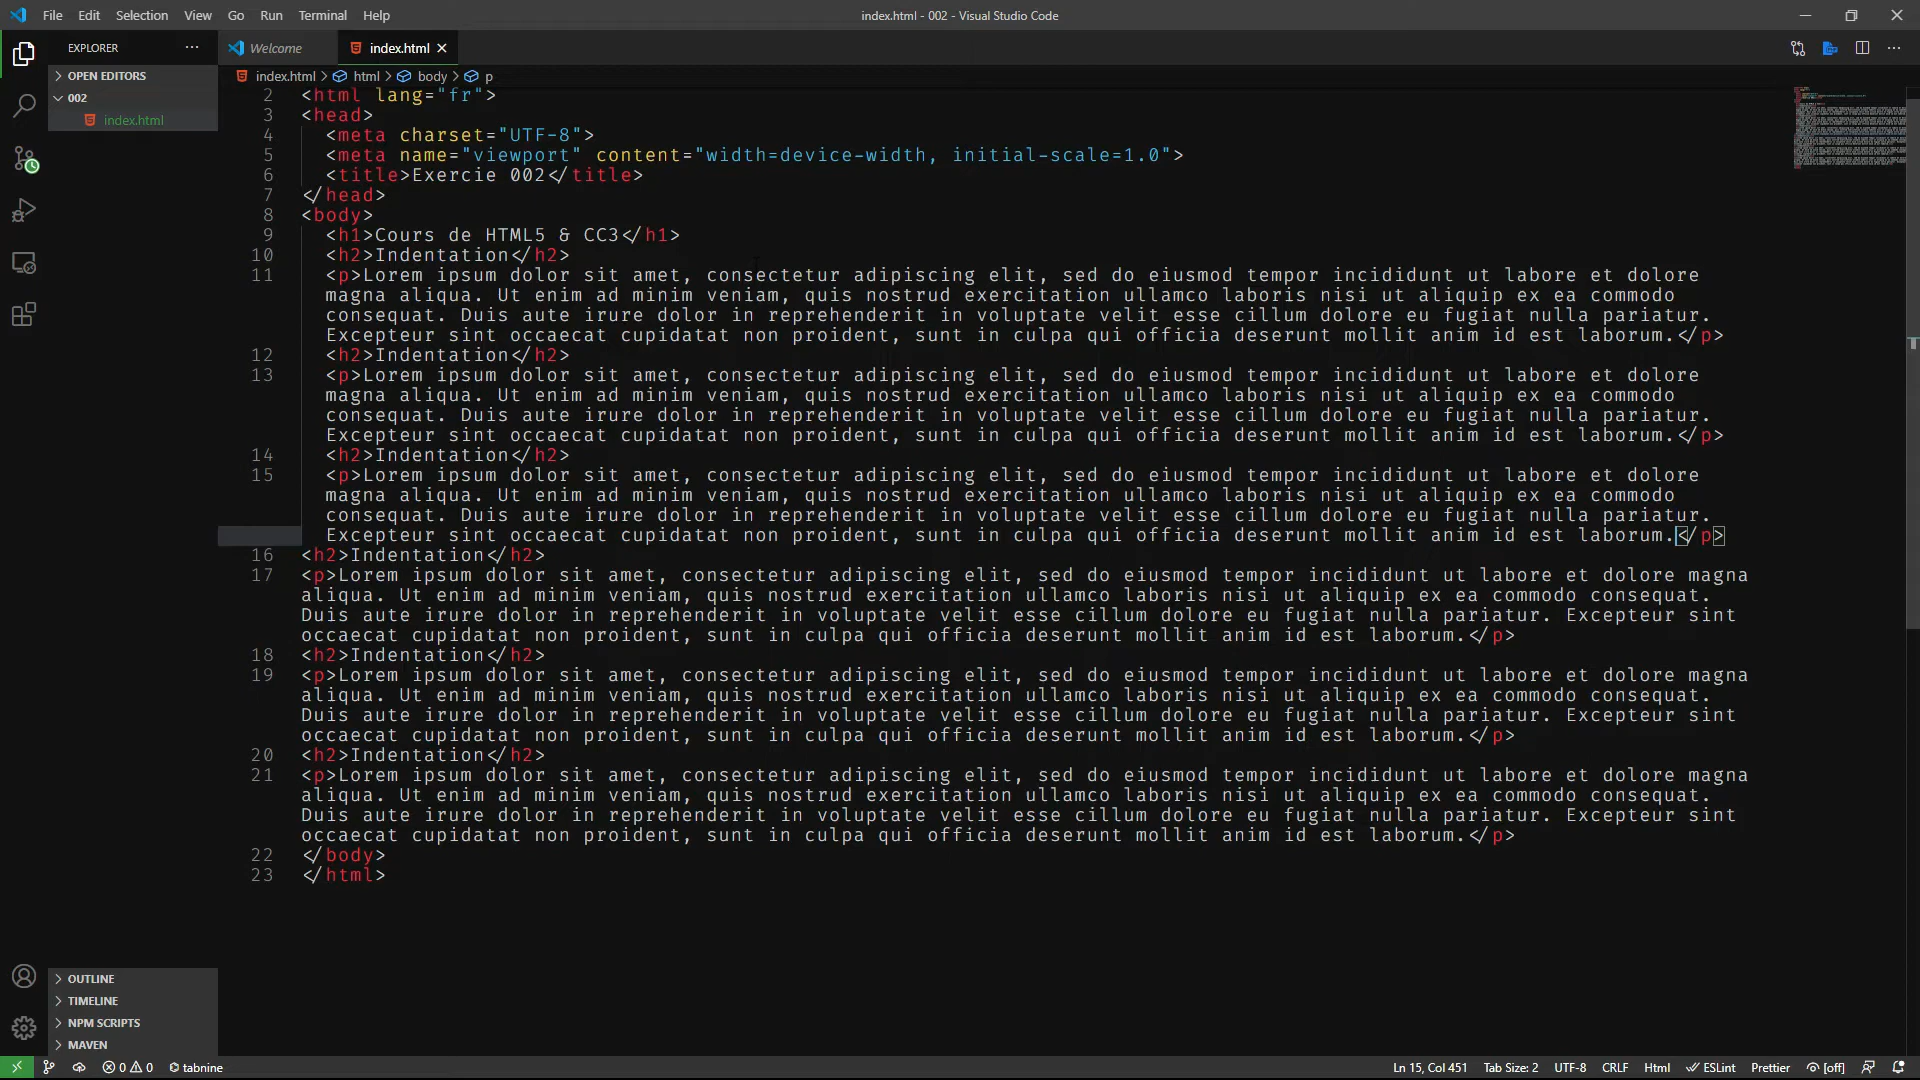 File Edit Selection View Go Run Terminal Help index.html - 002 - Visual Studio Code
EXPLORER ··· Welcome index.html
OPEN EDITORS
002
index.html
index.html > html > body > p
2 <html lang="fr">
3 <head>
4 <meta charset="UTF-8">
5 <meta name="viewport" content="width=device-width, initial-scale=1.0">
6 <title>Exercie 002</title>
7 </head>
8 <body>
9 <h1>Cours de HTML5 & CC3</h1>
10 <h2>Indentation</h2>
11 <p>Lorem ipsum dolor sit amet, consectetur adipiscing elit, sed do eiusmod tempor incididunt ut labore et dolore
magna aliqua. Ut enim ad minim veniam, quis nostrud exercitation ullamco laboris nisi ut aliquip ex ea commodo
consequat. Duis aute irure dolor in reprehenderit in voluptate velit esse cillum dolore eu fugiat nulla pariatur.
Excepteur sint occaecat cupidatat non proident, sunt in culpa qui officia deserunt mollit anim id est laborum.</p>
12 <h2>Indentation</h2>
13 <p>Lorem ipsum dolor sit amet, consectetur adipiscing elit, sed do eiusmod tempor incididunt ut labore et dolore
magna aliqua. Ut enim ad minim veniam, quis nostrud exercitation ullamco laboris nisi ut aliquip ex ea commodo
consequat. Duis aute irure dolor in reprehenderit in voluptate velit esse cillum dolore eu fugiat nulla pariatur.
Excepteur sint occaecat cupidatat non proident, sunt in culpa qui officia deserunt mollit anim id est laborum.</p>
14 <h2>Indentation</h2>
15 <p>Lorem ipsum dolor sit amet, consectetur adipiscing elit, sed do eiusmod tempor incididunt ut labore et dolore
magna aliqua. Ut enim ad minim veniam, quis nostrud exercitation ullamco laboris nisi ut aliquip ex ea commodo
consequat. Duis aute irure dolor in reprehenderit in voluptate velit esse cillum dolore eu fugiat nulla pariatur.
Excepteur sint occaecat cupidatat non proident, sunt in culpa qui officia deserunt mollit anim id est laborum.</p>
16 <h2>Indentation</h2>
17 <p>Lorem ipsum dolor sit amet, consectetur adipiscing elit, sed do eiusmod tempor incididunt ut labore et dolore magna
aliqua. Ut enim ad minim veniam, quis nostrud exercitation ullamco laboris nisi ut aliquip ex ea commodo consequat.
Duis aute irure dolor in reprehenderit in voluptate velit esse cillum dolore eu fugiat nulla pariatur. Excepteur sint
occaecat cupidatat non proident, sunt in culpa qui officia deserunt mollit anim id est laborum.</p>
18 <h2>Indentation</h2>
19 <p>Lorem ipsum dolor sit amet, consectetur adipiscing elit, sed do eiusmod tempor incididunt ut labore et dolore magna
aliqua. Ut enim ad minim veniam, quis nostrud exercitation ullamco laboris nisi ut aliquip ex ea commodo consequat.
Duis aute irure dolor in reprehenderit in voluptate velit esse cillum dolore eu fugiat nulla pariatur. Excepteur sint
occaecat cupidatat non proident, sunt in culpa qui officia deserunt mollit anim id est laborum.</p>
20 <h2>Indentation</h2>
21 <p>Lorem ipsum dolor sit amet, consectetur adipiscing elit, sed do eiusmod tempor incididunt ut labore et dolore magna
aliqua. Ut enim ad minim veniam, quis nostrud exercitation ullamco laboris nisi ut aliquip ex ea commodo consequat.
Duis aute irure dolor in reprehenderit in voluptate velit esse cillum dolore eu fugiat nulla pariatur. Excepteur sint
occaecat cupidatat non proident, sunt in culpa qui officia deserunt mollit anim id est laborum.</p>
22 </body>
23 </html>
OUTLINE
TIMELINE
NPM SCRIPTS
MAVEN
0 0 tabnine Ln 15, Col 451 Tab Size: 2 UTF-8 CRLF Html ESLint Prettier [off]